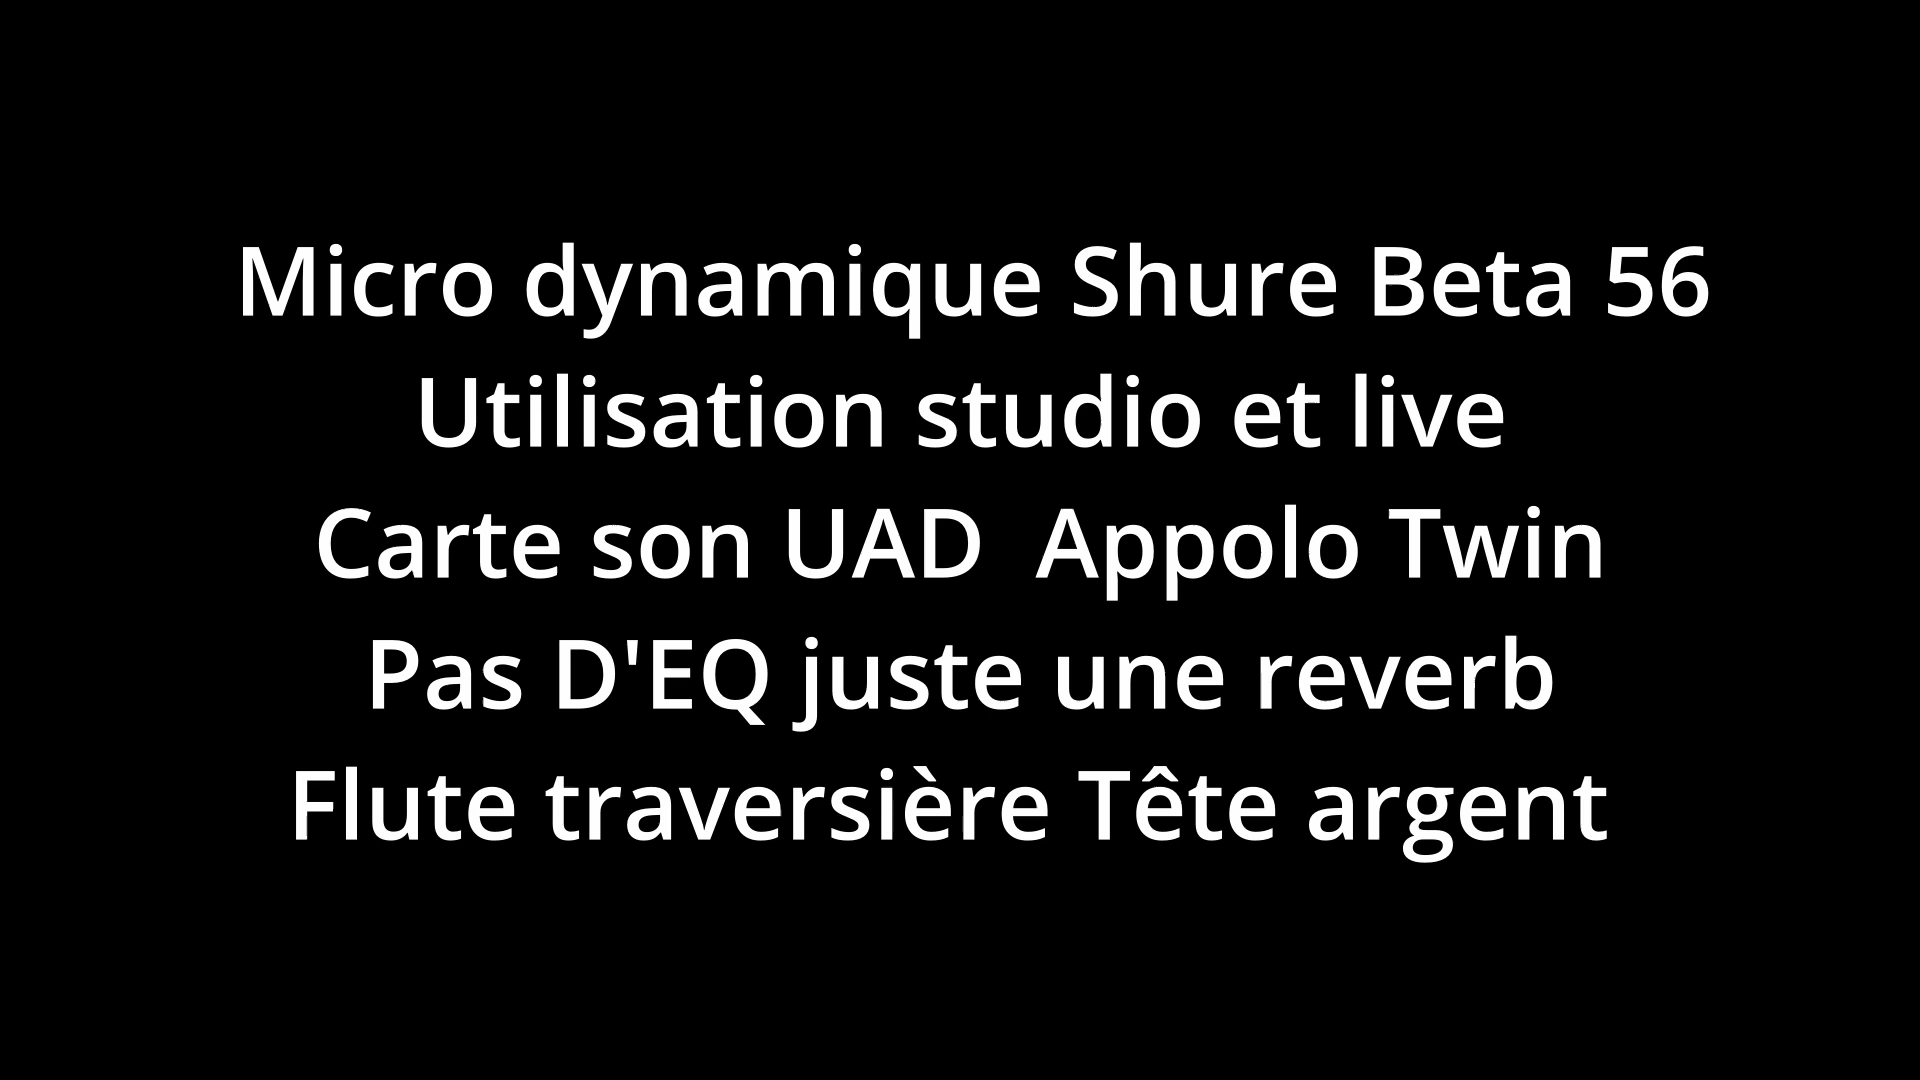 Micro dynamique Shure Beta 56
Utilisation studio et live
Carte son UAD  Appolo Twin
Pas D'EQ juste une reverb
Flute traversière Tête argent